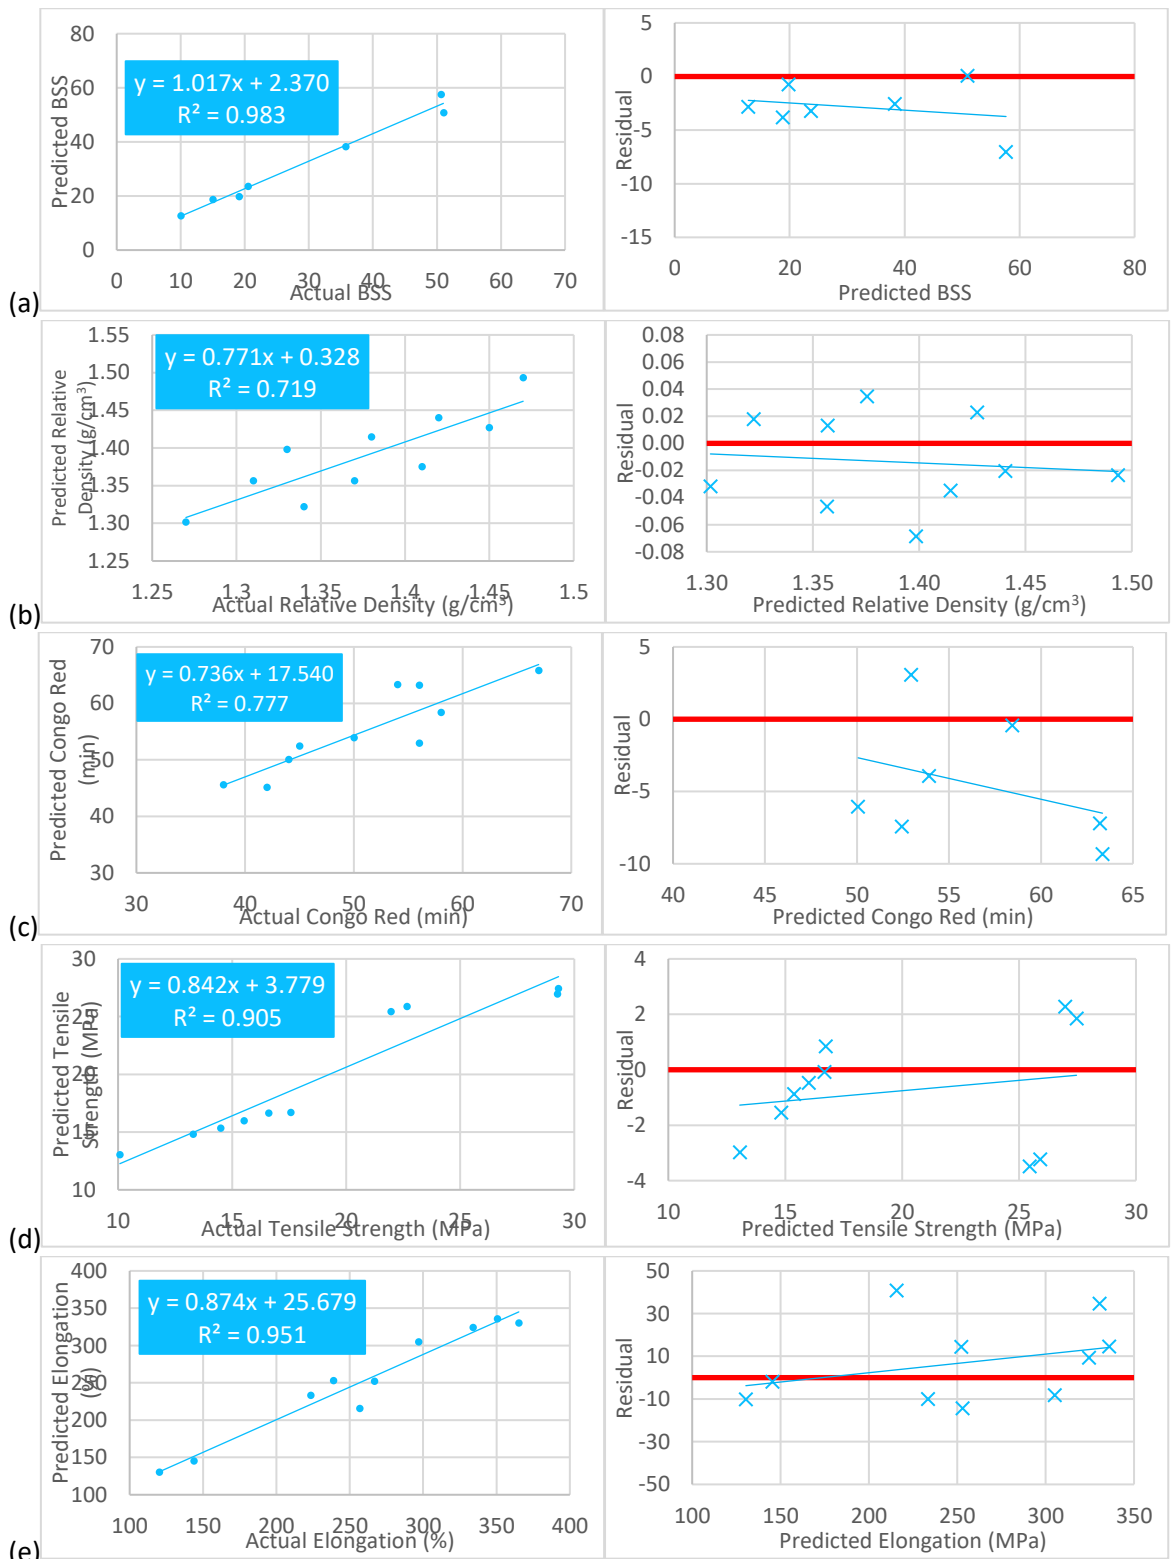 80
60
40
20
0
Predicted BSS
y = 1.017x + 2.370
R² = 0.983
0 10 20 30 40 50 60 70
Actual BSS
5
0
-5
-10
-15
Residual
0 20 40 60 80
Predicted BSS
(a)
1.55
1.50
1.45
1.40
1.35
1.30
1.25
Predicted Relative
Density (g/cm³)
y = 0.771x + 0.328
R² = 0.719
1.25 1.3 1.35 1.4 1.45 1.5
Actual Relative Density (g/cm³)
0.08
0.06
0.04
0.02
0.00
-0.02
-0.04
-0.06
-0.08
Residual
1.30 1.35 1.40 1.45 1.50
Predicted Relative Density (g/cm³)
(b)
70
60
50
40
30
Predicted Congo Red
(min)
y = 0.736x + 17.540
R² = 0.777
30 40 50 60 70
Actual Congo Red (min)
5
0
-5
-10
Residual
40 45 50 55 60 65
Predicted Congo Red (min)
(c)
30
25
20
15
10
Predicted Tensile
Strength (MPa)
y = 0.842x + 3.779
R² = 0.905
10 15 20 25 30
Actual Tensile Strength (MPa)
4
2
0
-2
-4
Residual
10 15 20 25 30
Predicted Tensile Strength (MPa)
(d)
400
350
300
250
200
150
100
Predicted Elongation
(%)
y = 0.874x + 25.679
R² = 0.951
100 150 200 250 300 350 400
Actual Elongation (%)
50
30
10
-10
-30
-50
Residual
100 150 200 250 300 350
Predicted Elongation (MPa)
(e)